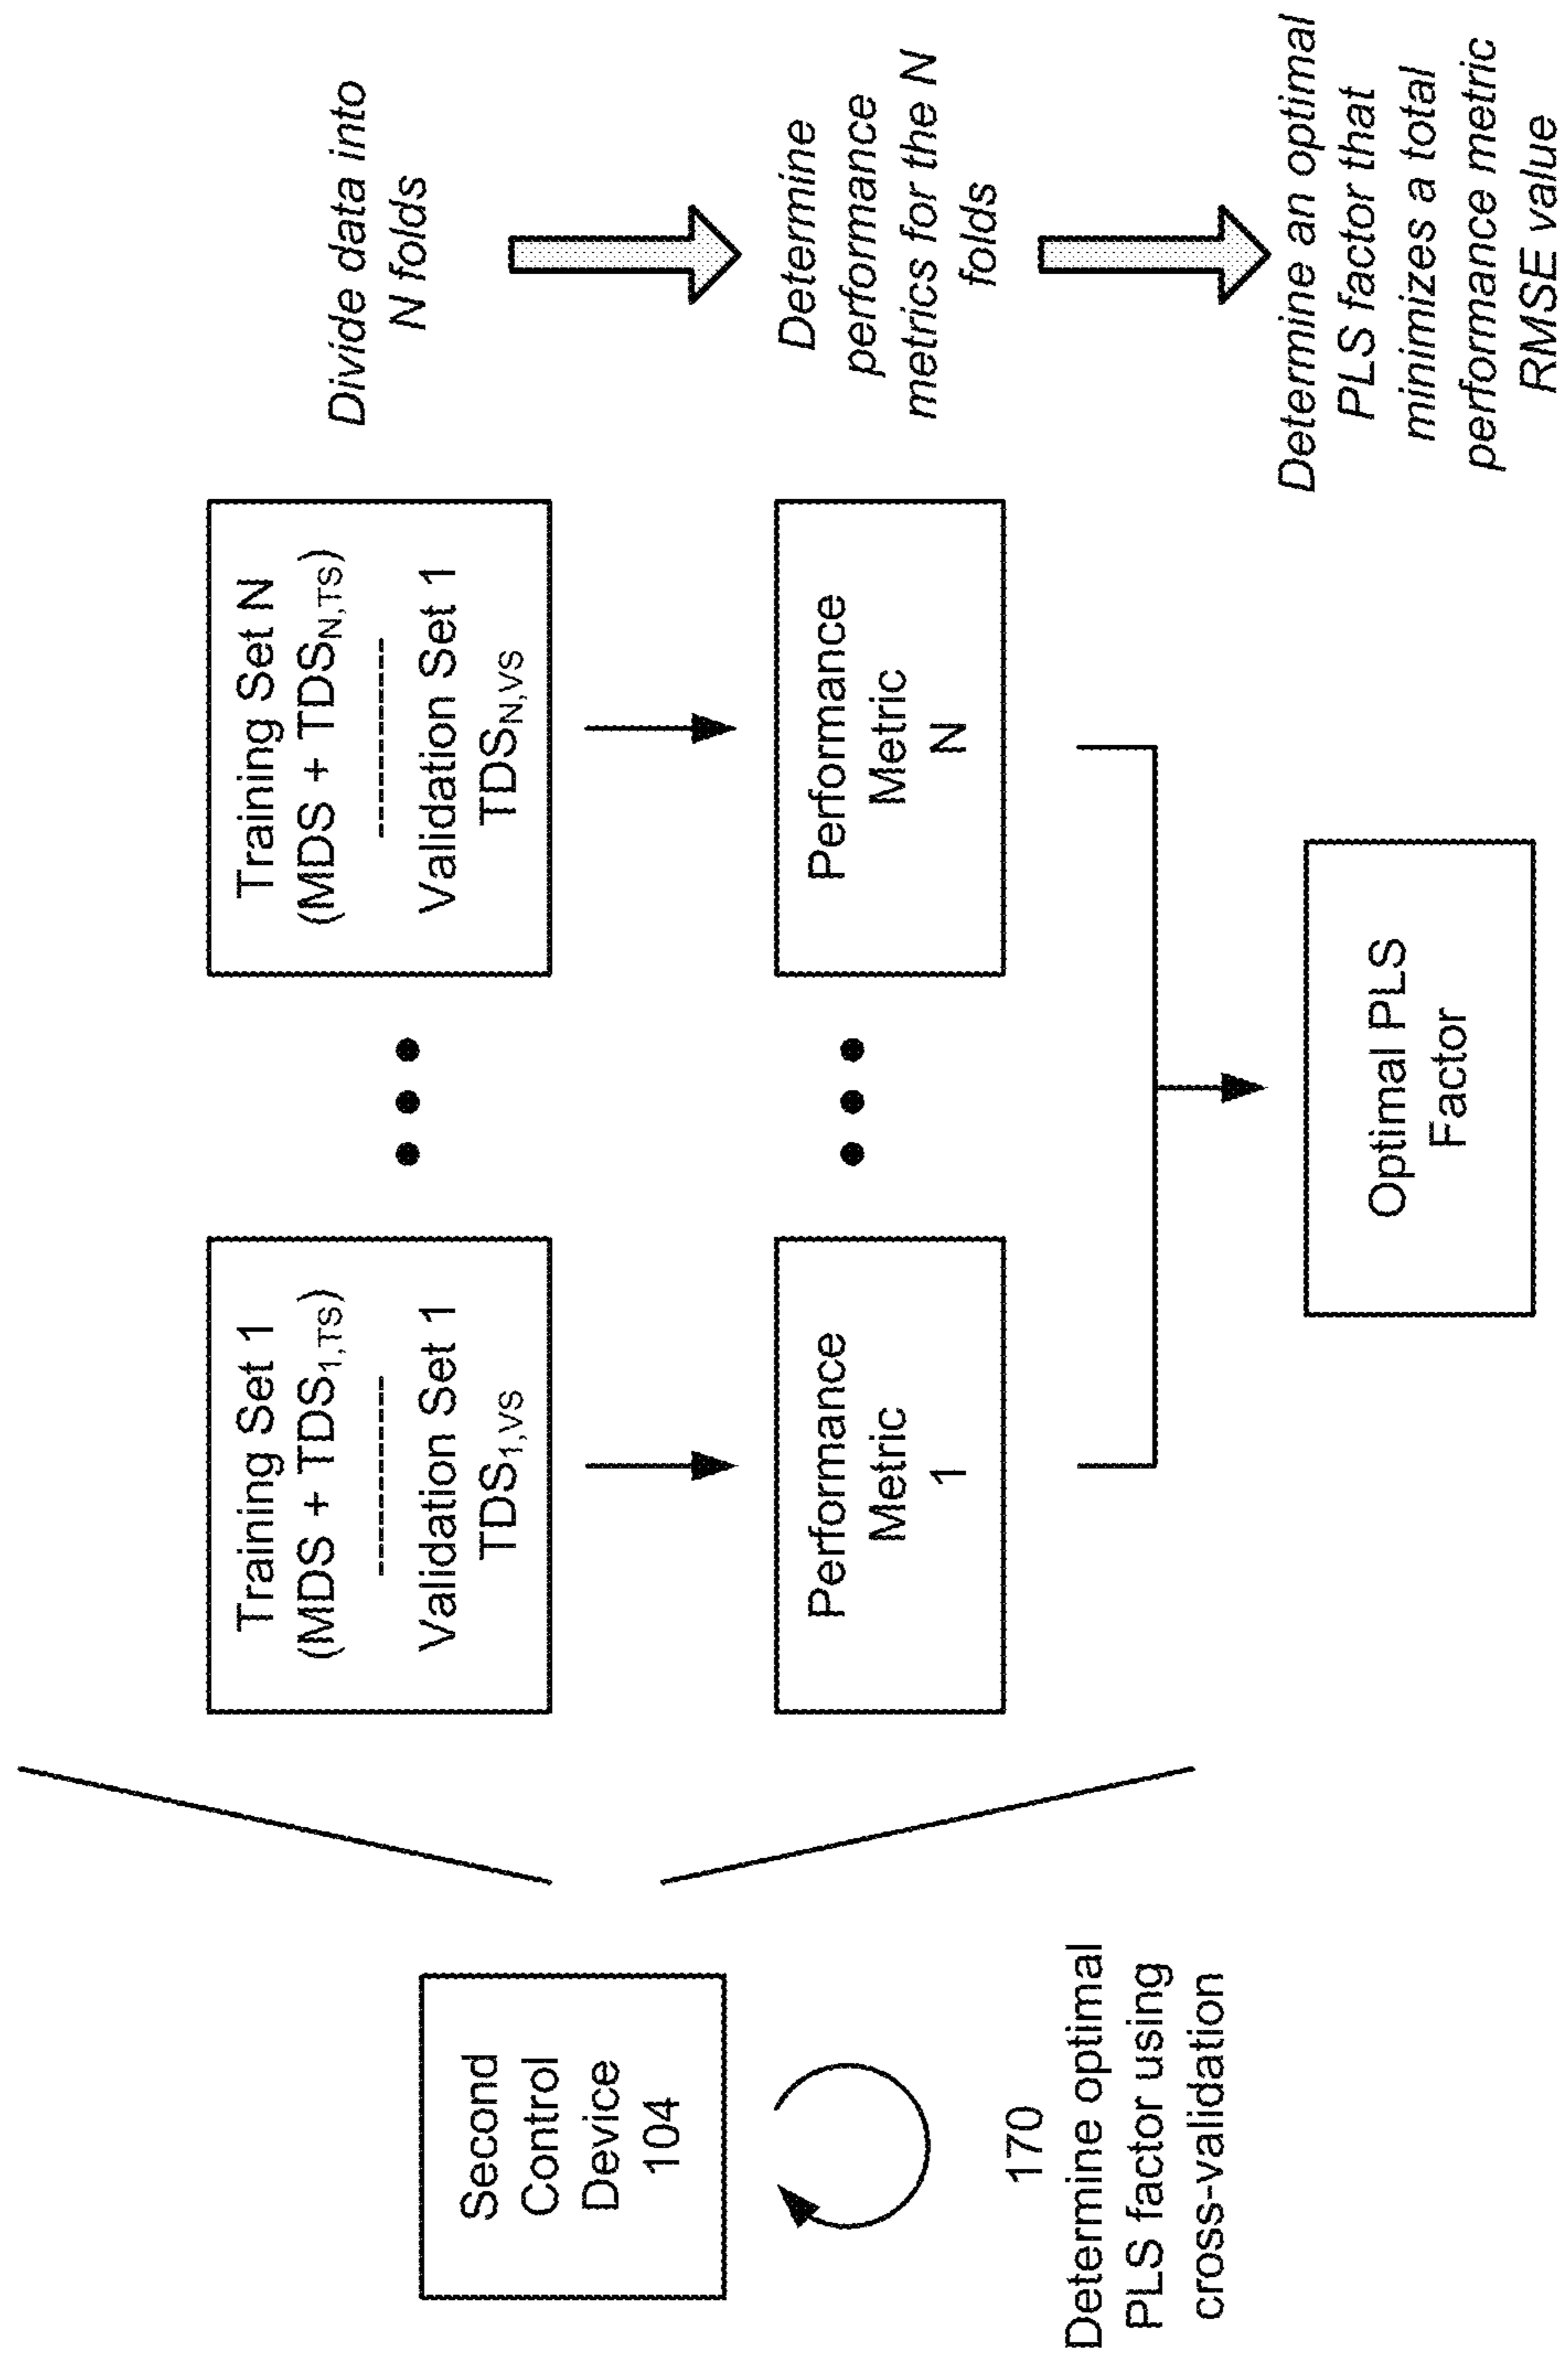 Second
Control
Device
104
170
Determine optimal
PLS factor using
cross-validation
Training Set 1
(MDS + TDS1,TS)
Validation Set 1
TDS1,VS
Training Set N
(MDS + TDSN,TS)
Validation Set 1
TDSN,VS
Divide data into
N folds
Performance
Metric
1
Performance
Metric
N
Determine
performance
metrics for the N
folds
Optimal PLS
Factor
Determine an optimal
PLS factor that
minimizes a total
performance metric
RMSE value